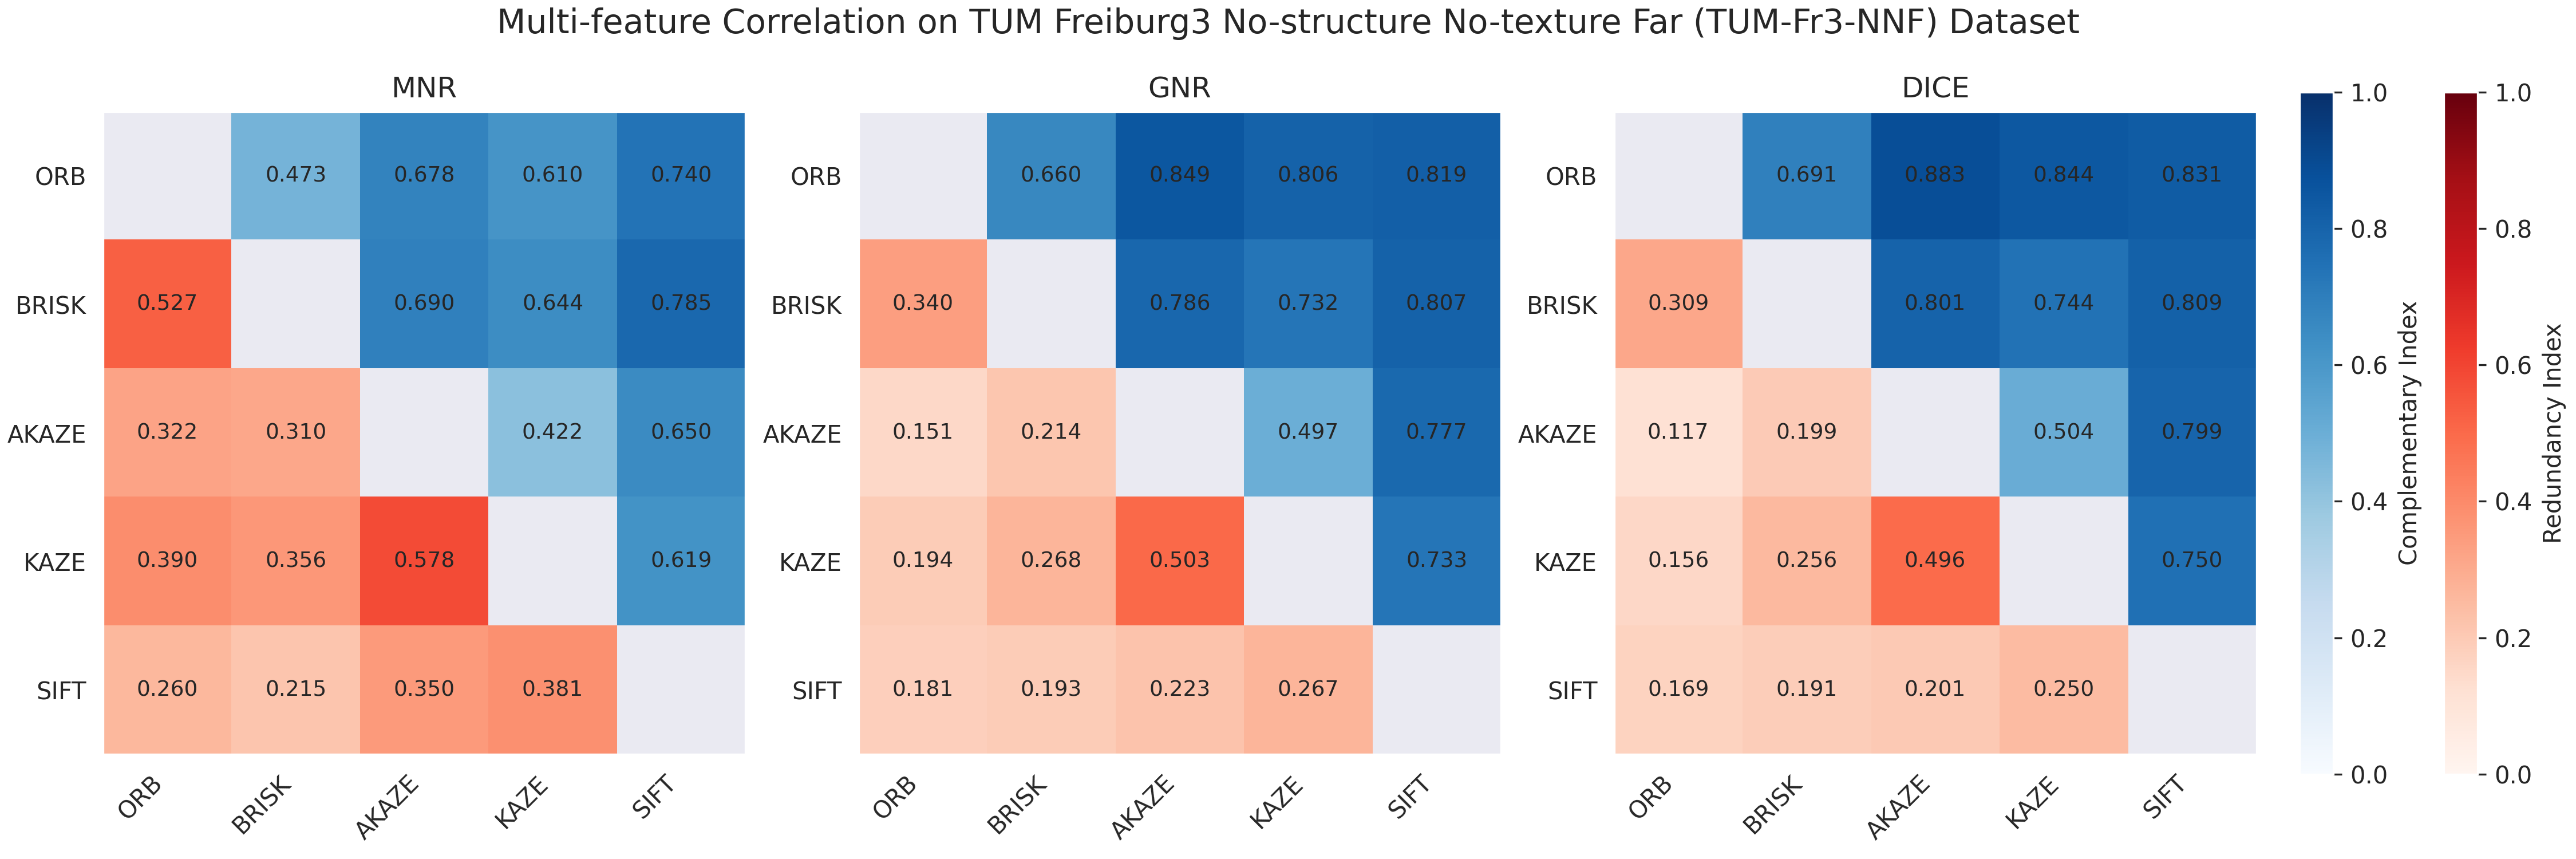 Multi-feature Correlation on TUM Freiburg3 No-structure No-texture Far (TUM-Fr3-NNF) Dataset
MNR
ORB 0.473 0.678 0.610 0.740
BRISK 0.527 0.690 0.644 0.785
AKAZE 0.322 0.310 0.422 0.650
KAZE 0.390 0.356 0.578 0.619
SIFT 0.260 0.215 0.350 0.381
ORB BRISK AKAZE KAZE SIFT
GNR
ORB 0.660 0.849 0.806 0.819
BRISK 0.340 0.786 0.732 0.807
AKAZE 0.151 0.214 0.497 0.777
KAZE 0.194 0.268 0.503 0.733
SIFT 0.181 0.193 0.223 0.267
ORB BRISK AKAZE KAZE SIFT
DICE
ORB 0.691 0.883 0.844 0.831
BRISK 0.309 0.801 0.744 0.809
AKAZE 0.117 0.199 0.504 0.799
KAZE 0.156 0.256 0.496 0.750
SIFT 0.169 0.191 0.201 0.250
ORB BRISK AKAZE KAZE SIFT
1.0
0.8
0.6
0.4
0.2
0.0
Complementary Index
1.0
0.8
0.6
0.4
0.2
0.0
Redundancy Index